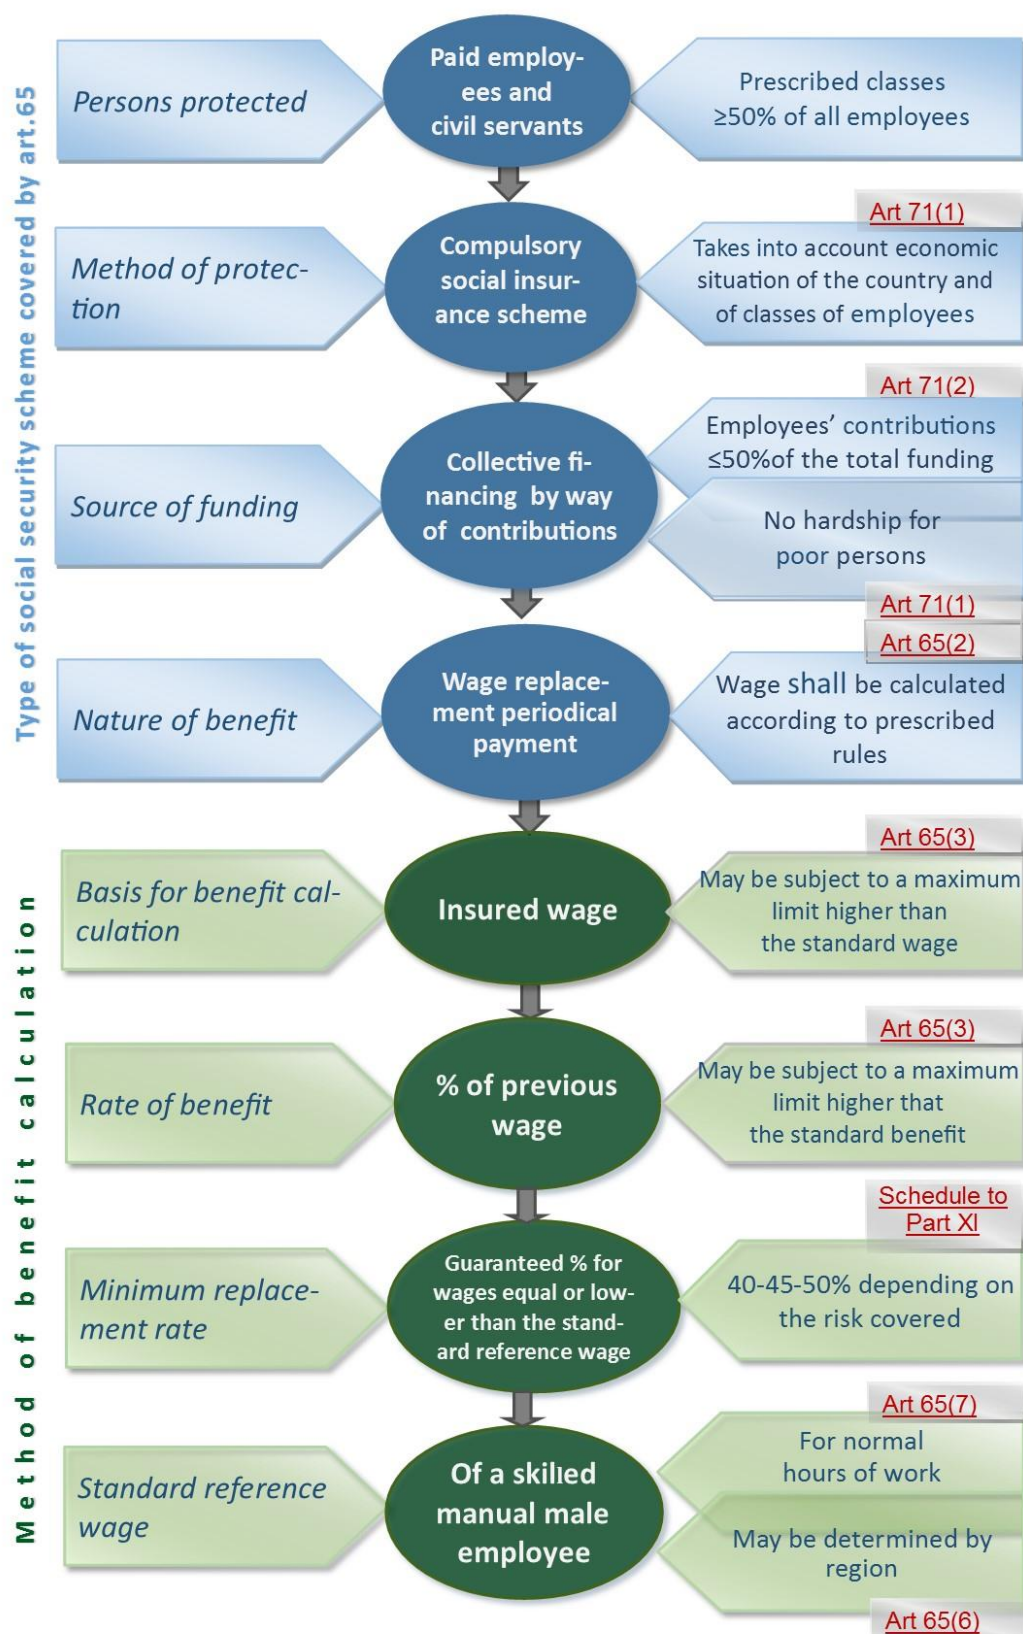 Type of social security scheme covered by art.65
Persons protected
Paid employ-
ees and
civil servants
Prescribed classes
≥50% of all employees
Method of protec-
tion
Compulsory
social insur-
ance scheme
Art 71(1)
Takes into account economic
situation of the country and
of classes of employees
Source of funding
Collective fi-
nancing by way
of contributions
Art 71(2)
Employees' contributions
≤50%of the total funding
No hardship for
poor persons
Art 71(1)
Nature of benefit
Wage replace-
ment periodical
payment
Art 65(2)
Wage shall be calculated
according to prescribed
rules
Method of benefit calculation
Basis for benefit cal-
culation
Insured wage
Art 65(3)
May be subject to a maximum
limit higher than
the standard wage
Rate of benefit
% of previous
wage
Art 65(3)
May be subject to a maximum
limit higher that
the standard benefit
Minimum replace-
ment rate
Guaranteed % for
wages equal or low-
er than the stand-
ard reference wage
Schedule to
Part XI
40-45-50% depending on
the risk covered
Standard reference
wage
Of a skilled
manual male
employee
Art 65(7)
For normal
hours of work
May be determined by
region
Art 65(6)